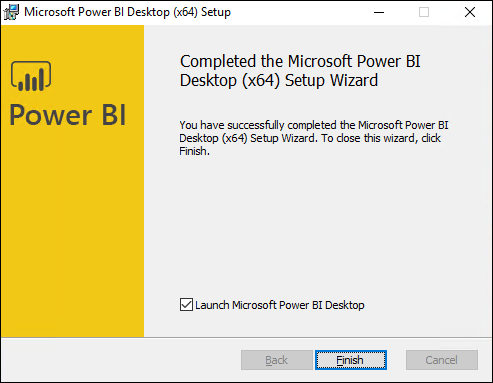 Microsoft Power BI Desktop (x64) Setup
Power BI
Completed the Microsoft Power BI
Desktop (x64) Setup Wizard
You have successfully completed the Microsoft Power BI
Desktop (x64) Setup Wizard. To close this wizard, click
Finish.
Launch Microsoft Power BI Desktop
Back Finish Cancel